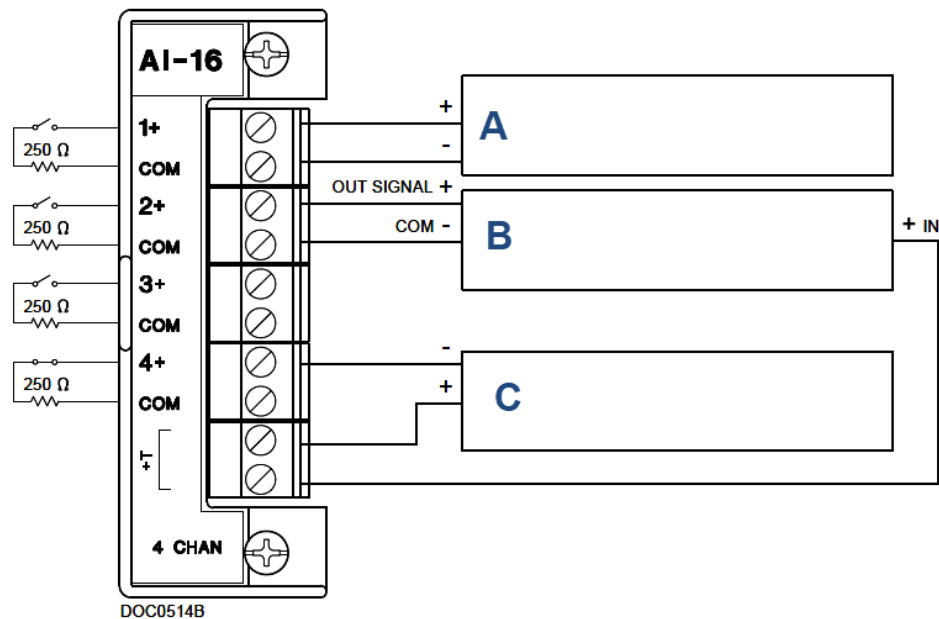 AI-16
1+
250 Ω
COM
2+
250 Ω
COM
3+
250 Ω
COM
4+
250 Ω
COM
+T
4 CHAN
+
A
-
OUT SIGNAL +
COM -
B
+ IN
-
+
C
DOC0514B